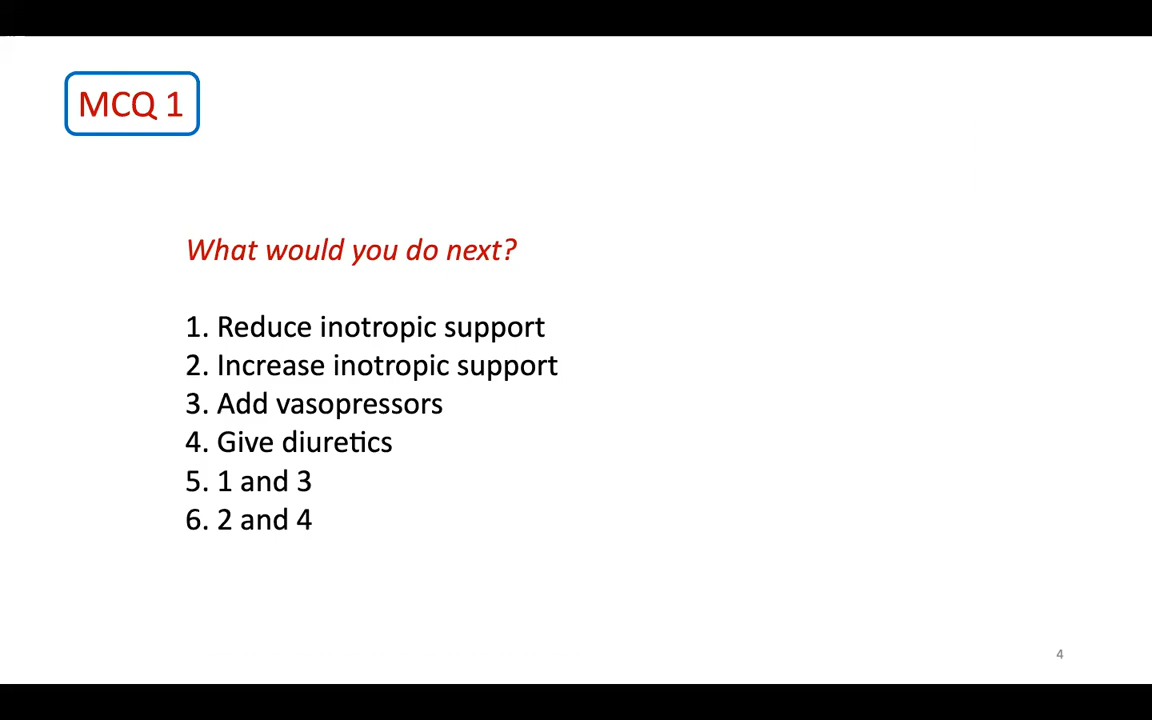 MCQ 1
What would you do next?
1. Reduce inotropic support
2. Increase inotropic support
3. Add vasopressors
4. Give diuretics
5. 1 and 3
6. 2 and 4
4